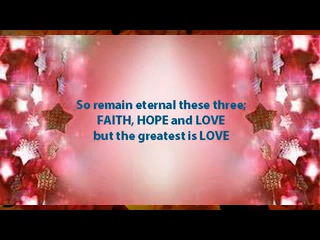 So remain eternal these three;
FAITH, HOPE and LOVE
but the greatest is LOVE